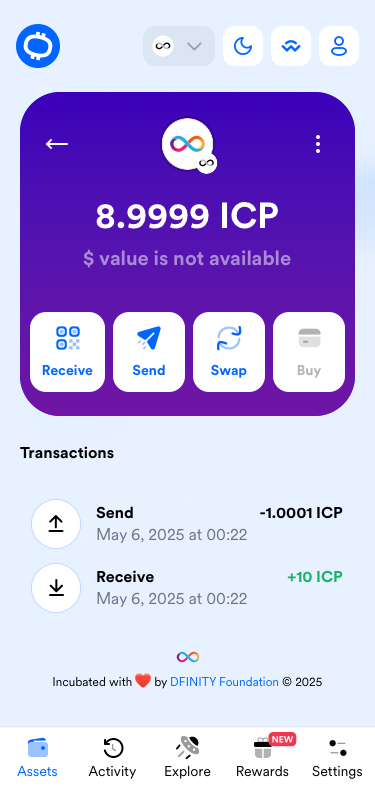 8.9999 ICP
$ value is not available
Receive Send Swap Buy
Transactions
Send -1.0001 ICP
May 6, 2025 at 00:22
Receive +10 ICP
May 6, 2025 at 00:22
Incubated with ❤️ by DFINITY Foundation © 2025
NEW
Assets Activity Explore Rewards Settings